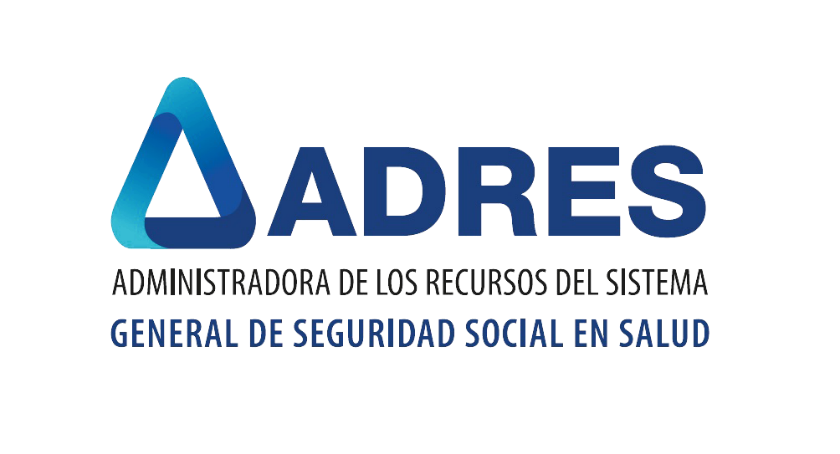 ADRES
ADMINISTRADORA DE LOS RECURSOS DEL SISTEMA
GENERAL DE SEGURIDAD SOCIAL EN SALUD